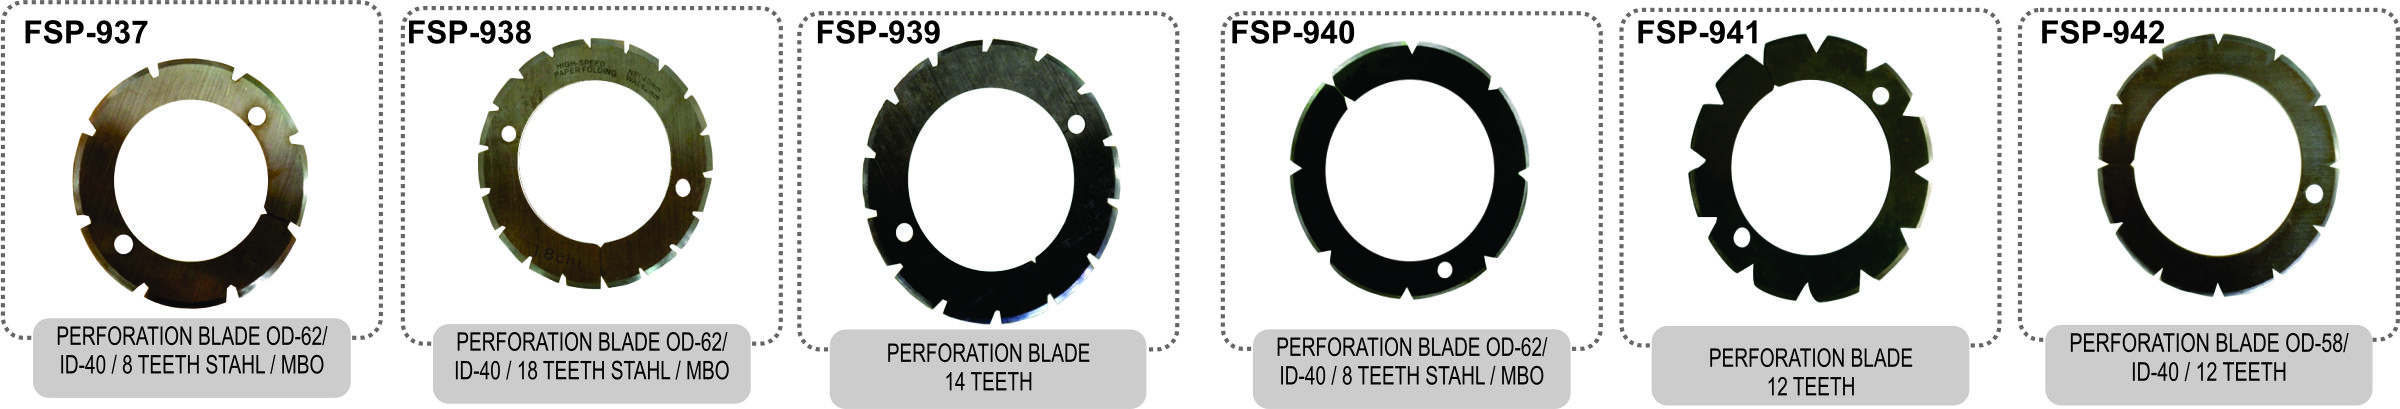 FSP-937
PERFORATION BLADE OD-62/
ID-40 / 8 TEETH STAHL / MBO
FSP-938
HIGH-SPEED
PAPER FOLDING
18ch
PERFORATION BLADE OD-62/
ID-40 / 18 TEETH STAHL / MBO
FSP-939
PERFORATION BLADE
14 TEETH
FSP-940
PERFORATION BLADE OD-62/
ID-40 / 8 TEETH STAHL / MBO
FSP-941
PERFORATION BLADE
12 TEETH
FSP-942
PERFORATION BLADE OD-58/
ID-40 / 12 TEETH